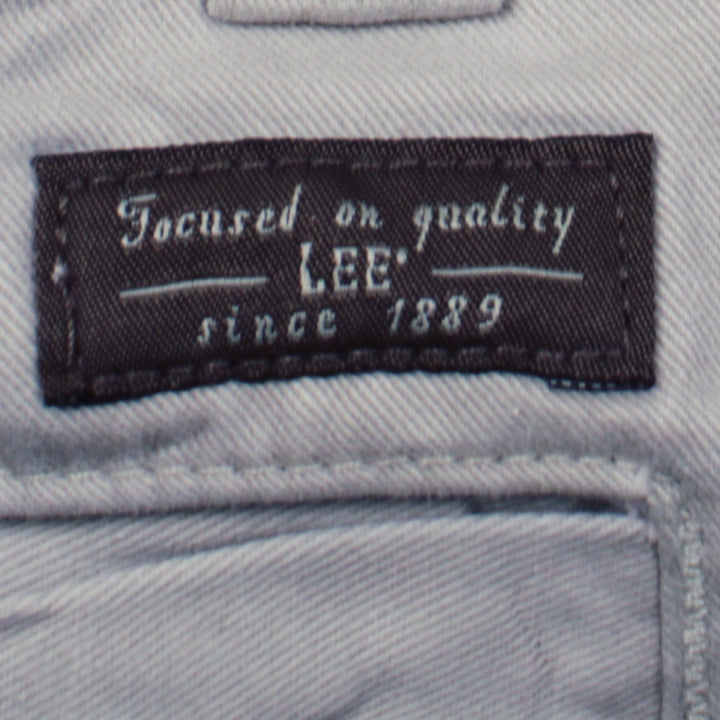 Focused on quality
LEE
since 1889